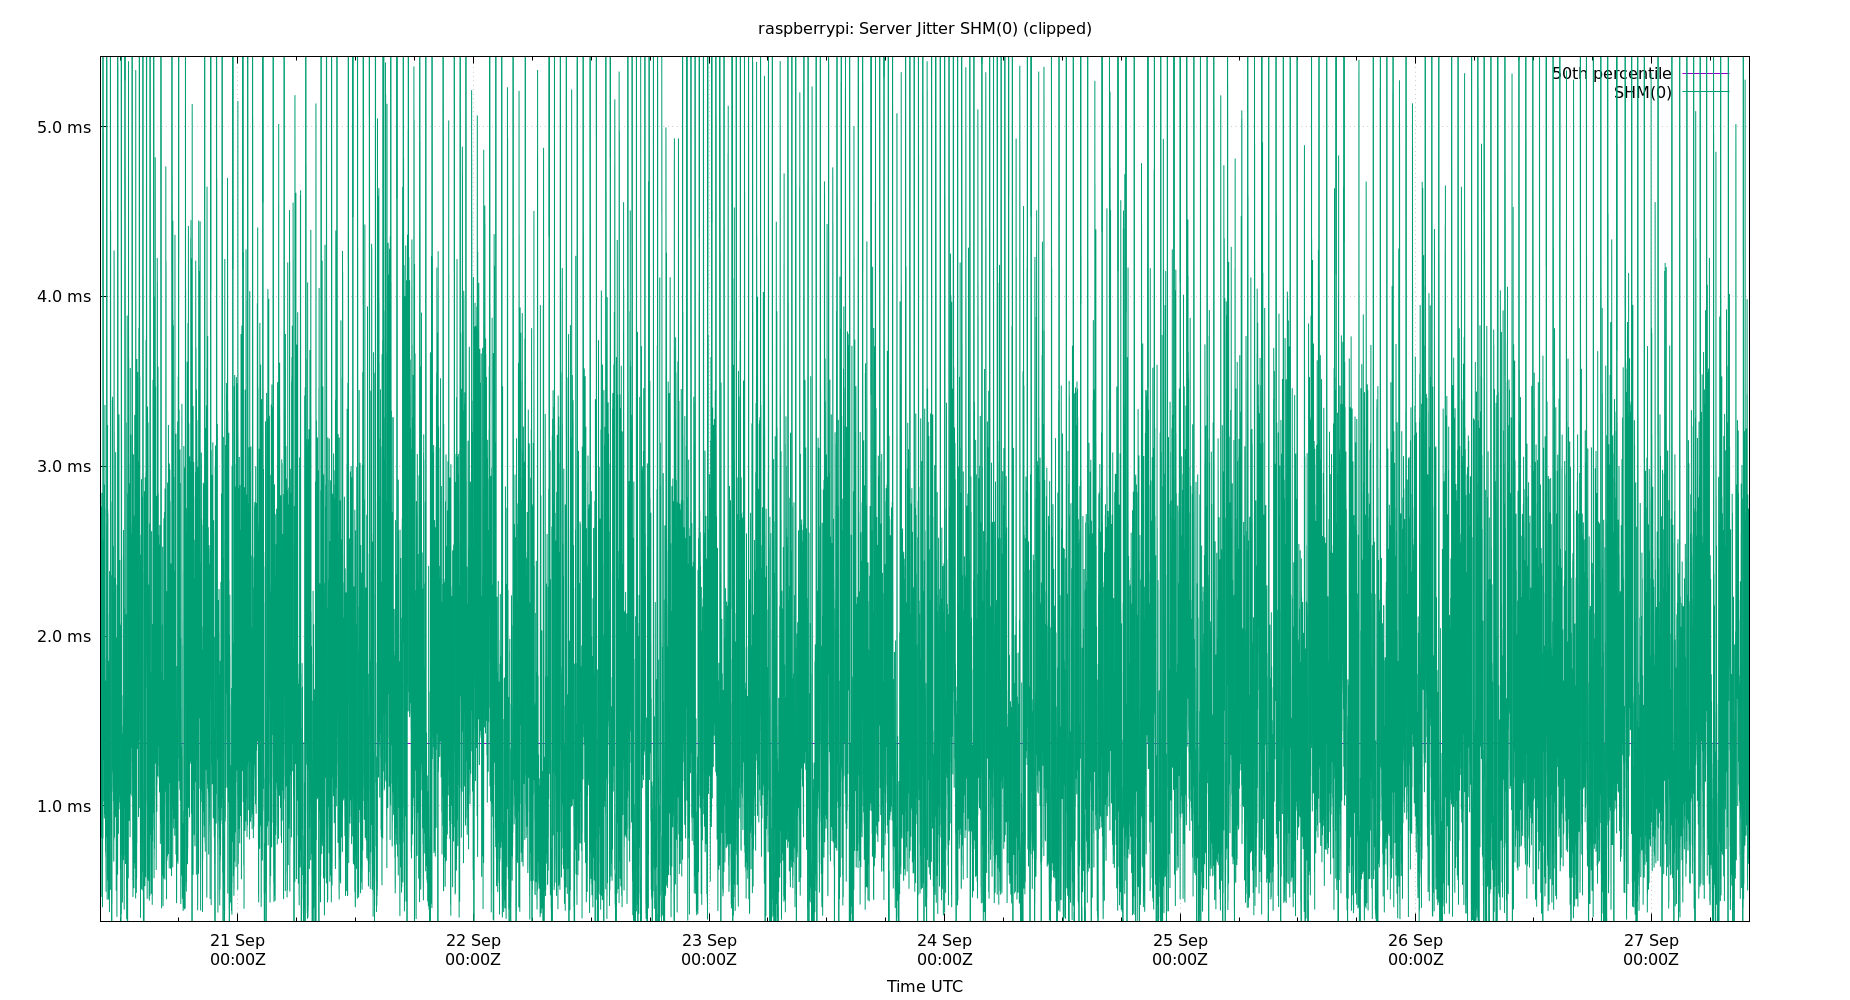 raspberrypi: Server Jitter SHM(0) (clipped)
50th percentile
SHM(0)
5.0 ms
4.0 ms
3.0 ms
2.0 ms
1.0 ms
21 Sep 22 Sep 23 Sep 24 Sep 25 Sep 26 Sep 27 Sep
00:00Z 00:00Z 00:00Z 00:00Z 00:00Z 00:00Z 00:00Z
Time UTC